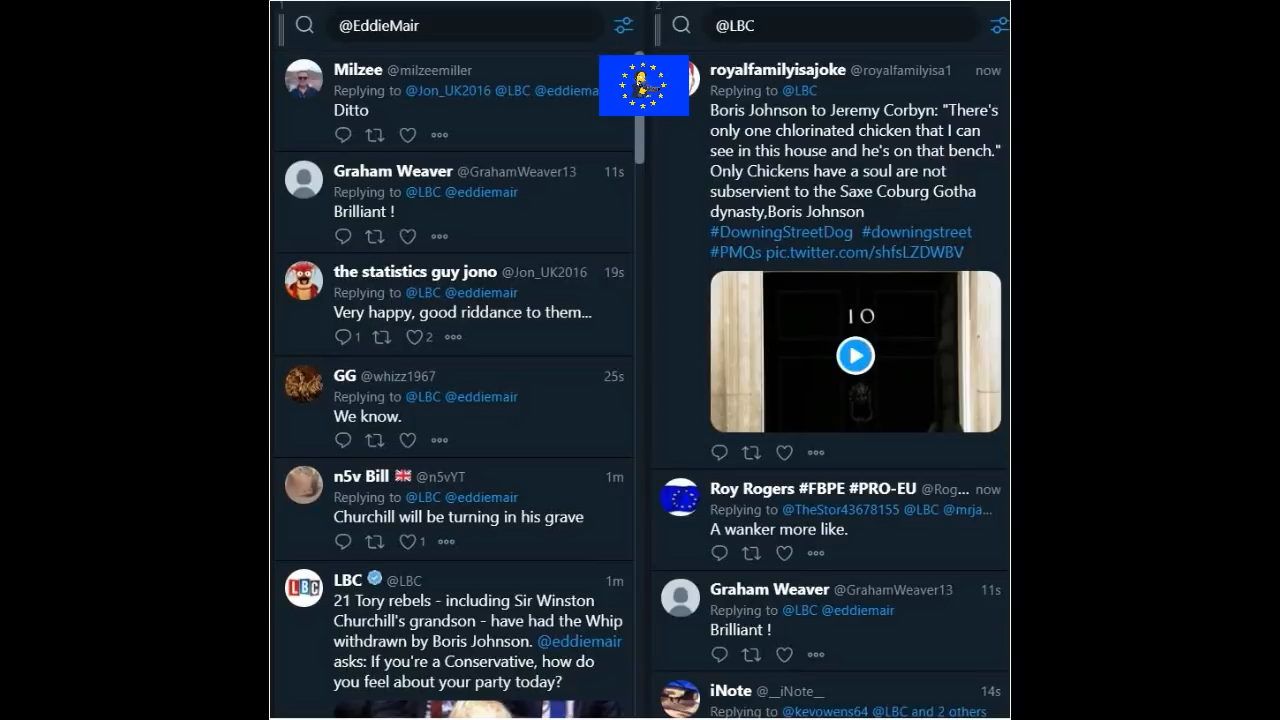 1
@EddieMair
Milzee @milzeemiller
Replying to @Jon_UK2016 @LBC @eddiema
Ditto
Graham Weaver @GrahamWeaver13 11s
Replying to @LBC @eddiemair
Brilliant !
the statistics guy jono @Jon_UK2016 19s
Replying to @LBC @eddiemair
Very happy, good riddance to them...
1 2
GG @whizz1967 25s
Replying to @LBC @eddiemair
We know.
n5v Bill @n5vYT 1m
Replying to @LBC @eddiemair
Churchill will be turning in his grave
1
LBC
LBC @LBC 1m
21 Tory rebels - including Sir Winston
Churchill's grandson - have had the Whip
withdrawn by Boris Johnson. @eddiemair
asks: If you're a Conservative, how do
you feel about your party today?
2
@LBC
royalfamilyisajoke @royalfamilyisa1 now
Replying to @LBC
Boris Johnson to Jeremy Corbyn: "There's
only one chlorinated chicken that I can
see in this house and he's on that bench."
Only Chickens have a soul are not
subservient to the Saxe Coburg Gotha
dynasty,Boris Johnson
#DowningStreetDog #downingstreet
#PMQs pic.twitter.com/shfsLZDWBV
10
Roy Rogers #FBPE #PRO-EU @Rog... now
Replying to @TheStor43678155 @LBC @mrja...
A wanker more like.
Graham Weaver @GrahamWeaver13 11s
Replying to @LBC @eddiemair
Brilliant !
iNote @__iNote__ 14s
Replying to @kevowens64 @LBC and 2 others